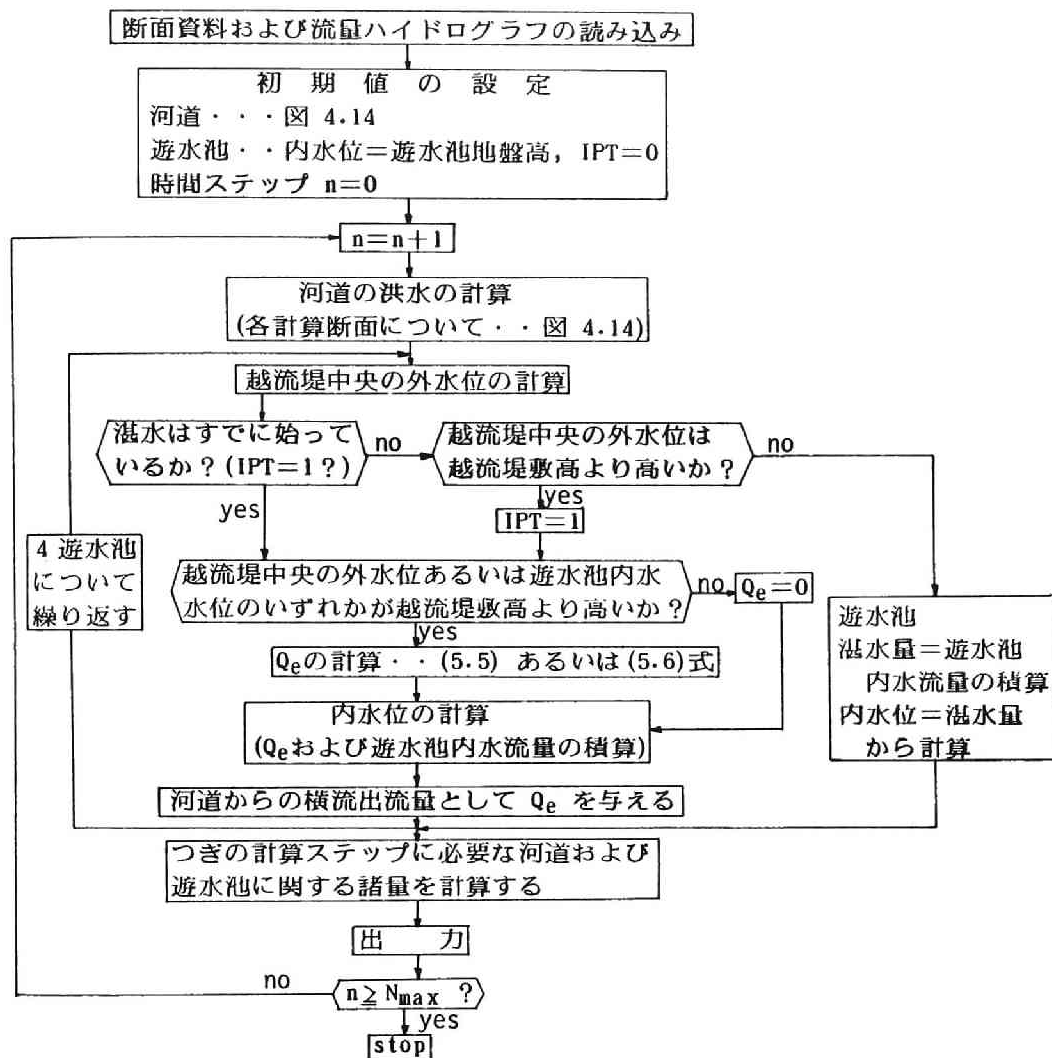 断面資料および流量ハイドログラフの読み込み
初期値の設定
河道・・・図 4.14
遊水池・・内水位=遊水池地盤高, IPT=0
時間ステップ n=0
n=n+1
河道の洪水の計算
(各計算断面について・・図 4.14)
越流堤中央の外水位の計算
湛水はすでに始って
いるか?(IPT=1?)
no
越流堤中央の外水位は
越流堤敷高より高いか?
no
yes
yes
IPT=1
4 遊水池
について
繰り返す
越流堤中央の外水位あるいは遊水池内水
水位のいずれかが越流堤敷高より高いか?
no
Qe=0
yes
Qeの計算・・(5.5) あるいは(5.6)式
遊水池
湛水量=遊水池
内水流量の積算
内水位=湛水量
から計算
内水位の計算
(Qeおよび遊水池内水流量の積算)
河道からの横流出流量として Qe を与える
つぎの計算ステップに必要な河道および
遊水池に関する諸量を計算する
出 力
no
n≧Nmax ?
yes
stop